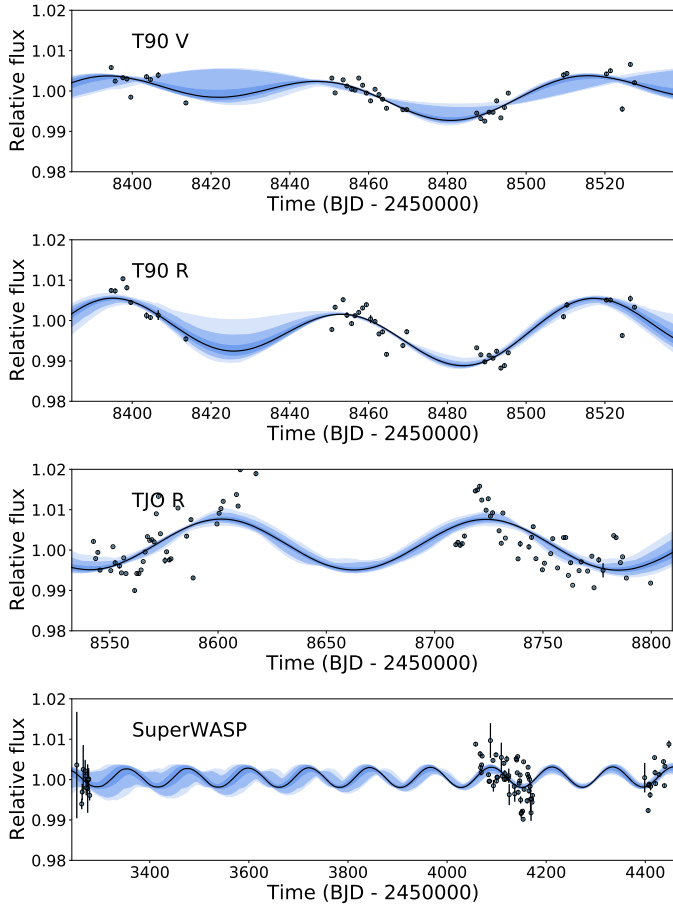 1.02
T90 V
1.01
1.00
0.99
0.98
Relative flux
8400 8420 8440 8460 8480 8500 8520
Time (BJD - 2450000)
1.02
T90 R
1.01
1.00
0.99
0.98
Relative flux
8400 8420 8440 8460 8480 8500 8520
Time (BJD - 2450000)
1.02
TJO R
1.01
1.00
0.99
0.98
Relative flux
8550 8600 8650 8700 8750 8800
Time (BJD - 2450000)
1.02
SuperWASP
1.01
1.00
0.99
0.98
Relative flux
3400 3600 3800 4000 4200 4400
Time (BJD - 2450000)